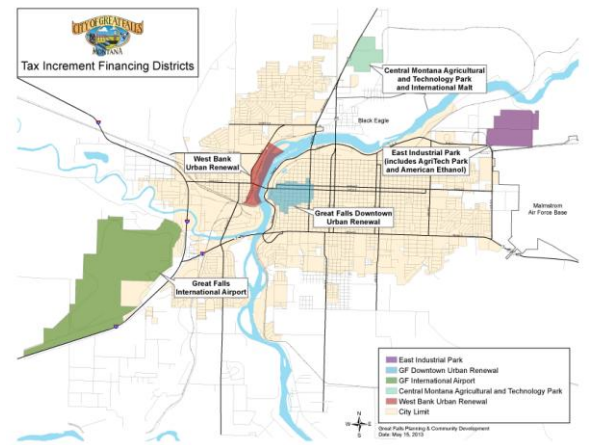 CITY OF GREAT FALLS
MONTANA
Tax Increment Financing Districts
Central Montana Agricultural
and Technology Park
and International Malt
Black Eagle
East Industrial Park
(includes AgriTech Park
and American Ethanol)
West Bank
Urban Renewal
Great Falls Downtown
Urban Renewal
Malmstrom
Air Force Base
Great Falls
International Airport
East Industrial Park
GF Downtown Urban Renewal
GF International Airport
Central Montana Agricultural and Technology Park
West Bank Urban Renewal
City Limit
N
W
E
S
Great Falls Planning & Community Development
Date: May 15, 2013